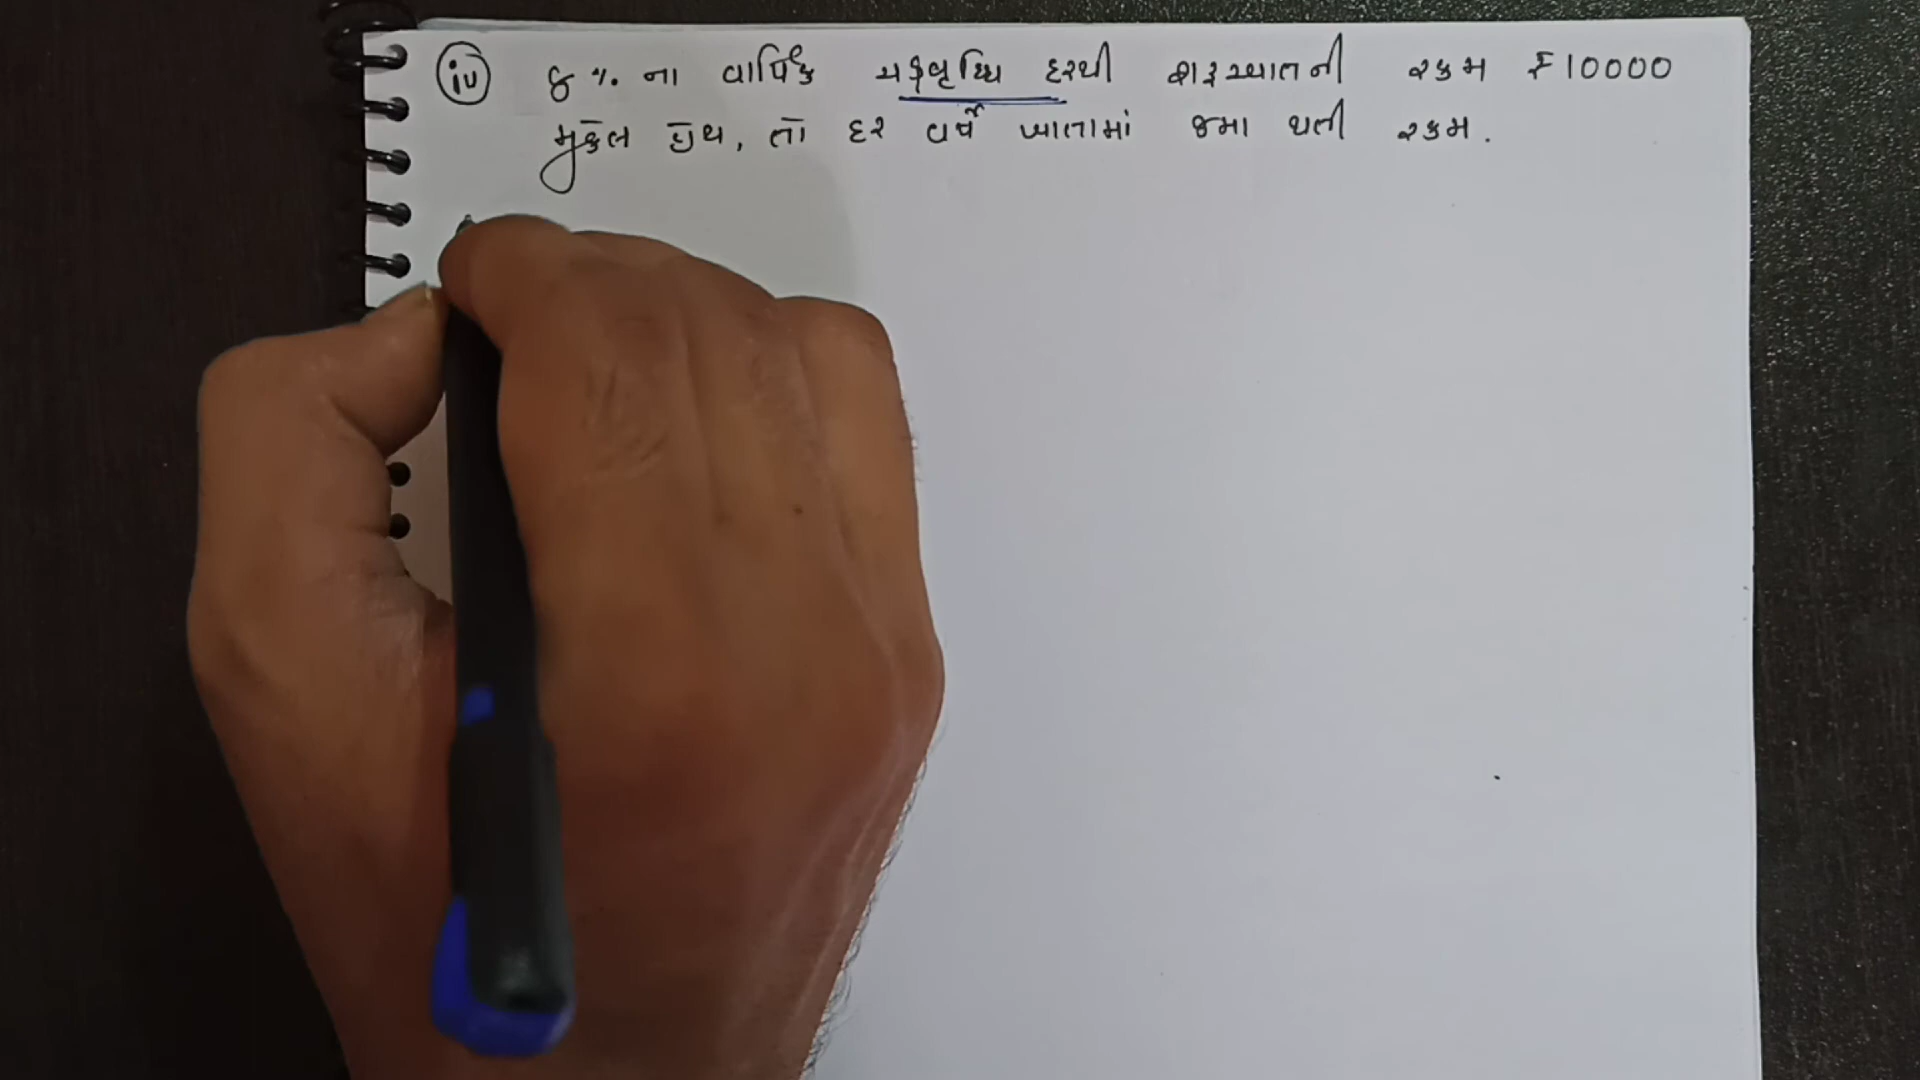 (iv) 8 %. ના વાર્ષિક ચક્રવૃધ્ધિ દરથી શરૂઆતની રકમ ₹10000
મુકેલ હોય, તો દર વર્ષે ખાતામાં જમા થતી રકમ.